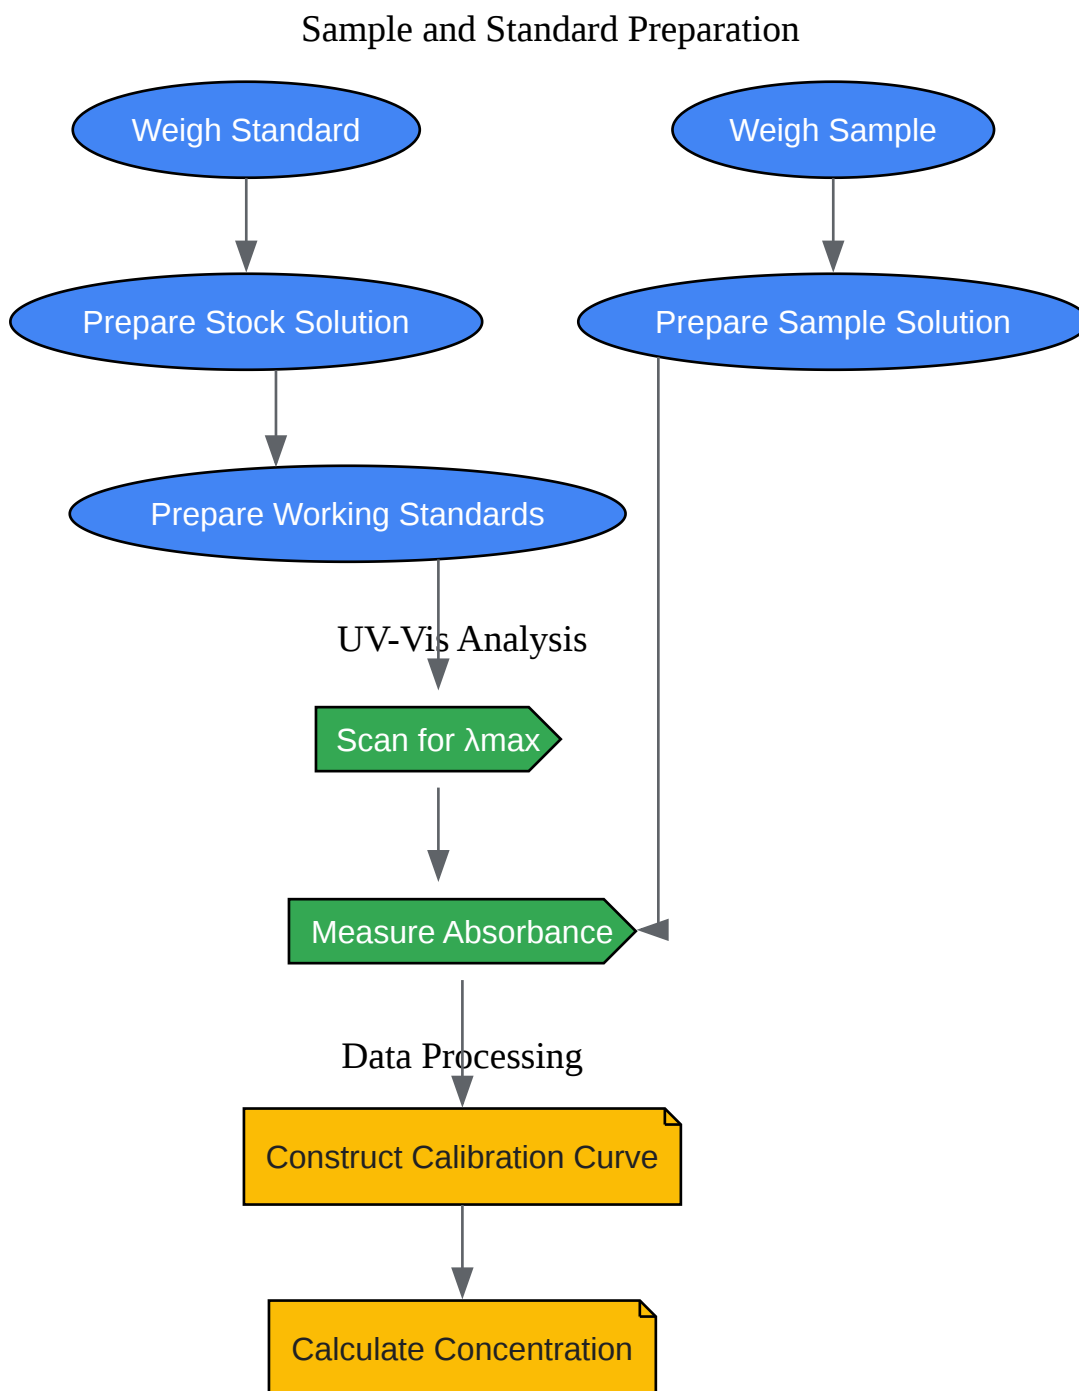 Sample and Standard Preparation
Weigh Standard
Weigh Sample
Prepare Stock Solution
Prepare Sample Solution
Prepare Working Standards
UV-Vis Analysis
Scan for λmax
Measure Absorbance
Data Processing
Construct Calibration Curve
Calculate Concentration